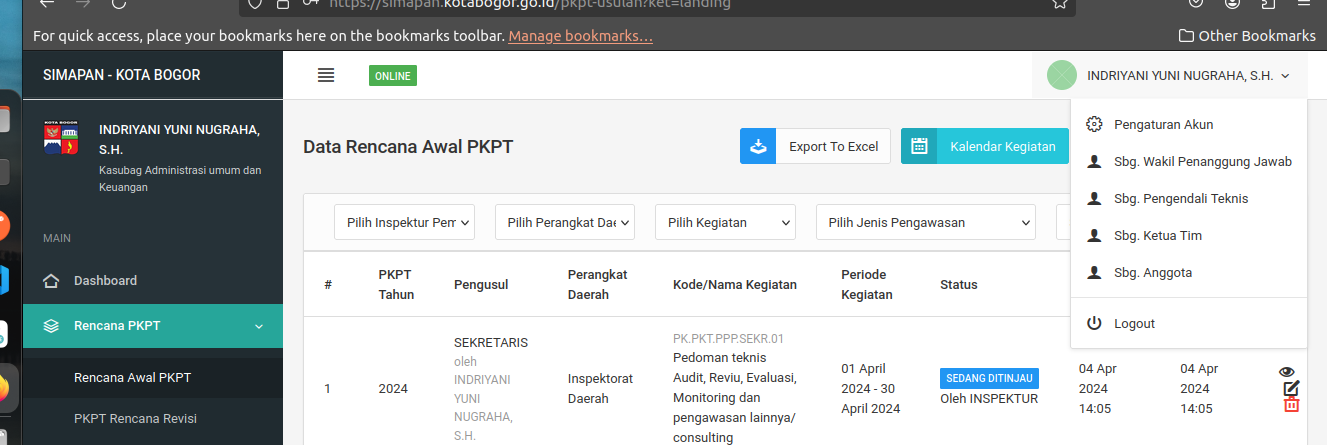 https://simapan.kotabogor.go.id/pkpt-usulan?ket=landing
For quick access, place your bookmarks here on the bookmarks toolbar. Manage bookmarks…
Other Bookmarks
SIMAPAN - KOTA BOGOR
ONLINE
INDRIYANI YUNI NUGRAHA, S.H.
KOTA BOGOR
INDRIYANI YUNI NUGRAHA,
S.H.
Kasubag Administrasi umum dan
Keuangan
MAIN
Dashboard
Rencana PKPT
Rencana Awal PKPT
PKPT Rencana Revisi
Data Rencana Awal PKPT
Export To Excel
Kalendar Kegiatan
Pengaturan Akun
Sbg. Wakil Penanggung Jawab
Sbg. Pengendali Teknis
Sbg. Ketua Tim
Sbg. Anggota
Logout
Pilih Inspektur Pem
Pilih Perangkat Dae
Pilih Kegiatan
Pilih Jenis Pengawasan
#
PKPT
Tahun
Pengusul
Perangkat
Daerah
Kode/Nama Kegiatan
Periode
Kegiatan
Status
1
2024
SEKRETARIS
oleh
INDRIYANI
YUNI
NUGRAHA,
S.H.
Inspektorat
Daerah
PK.PKT.PPP.SEKR.01
Pedoman teknis
Audit, Reviu, Evaluasi,
Monitoring dan
pengawasan lainnya/
consulting
01 April
2024 - 30
April 2024
SEDANG DITINJAU
Oleh INSPEKTUR
04 Apr
2024
14:05
04 Apr
2024
14:05